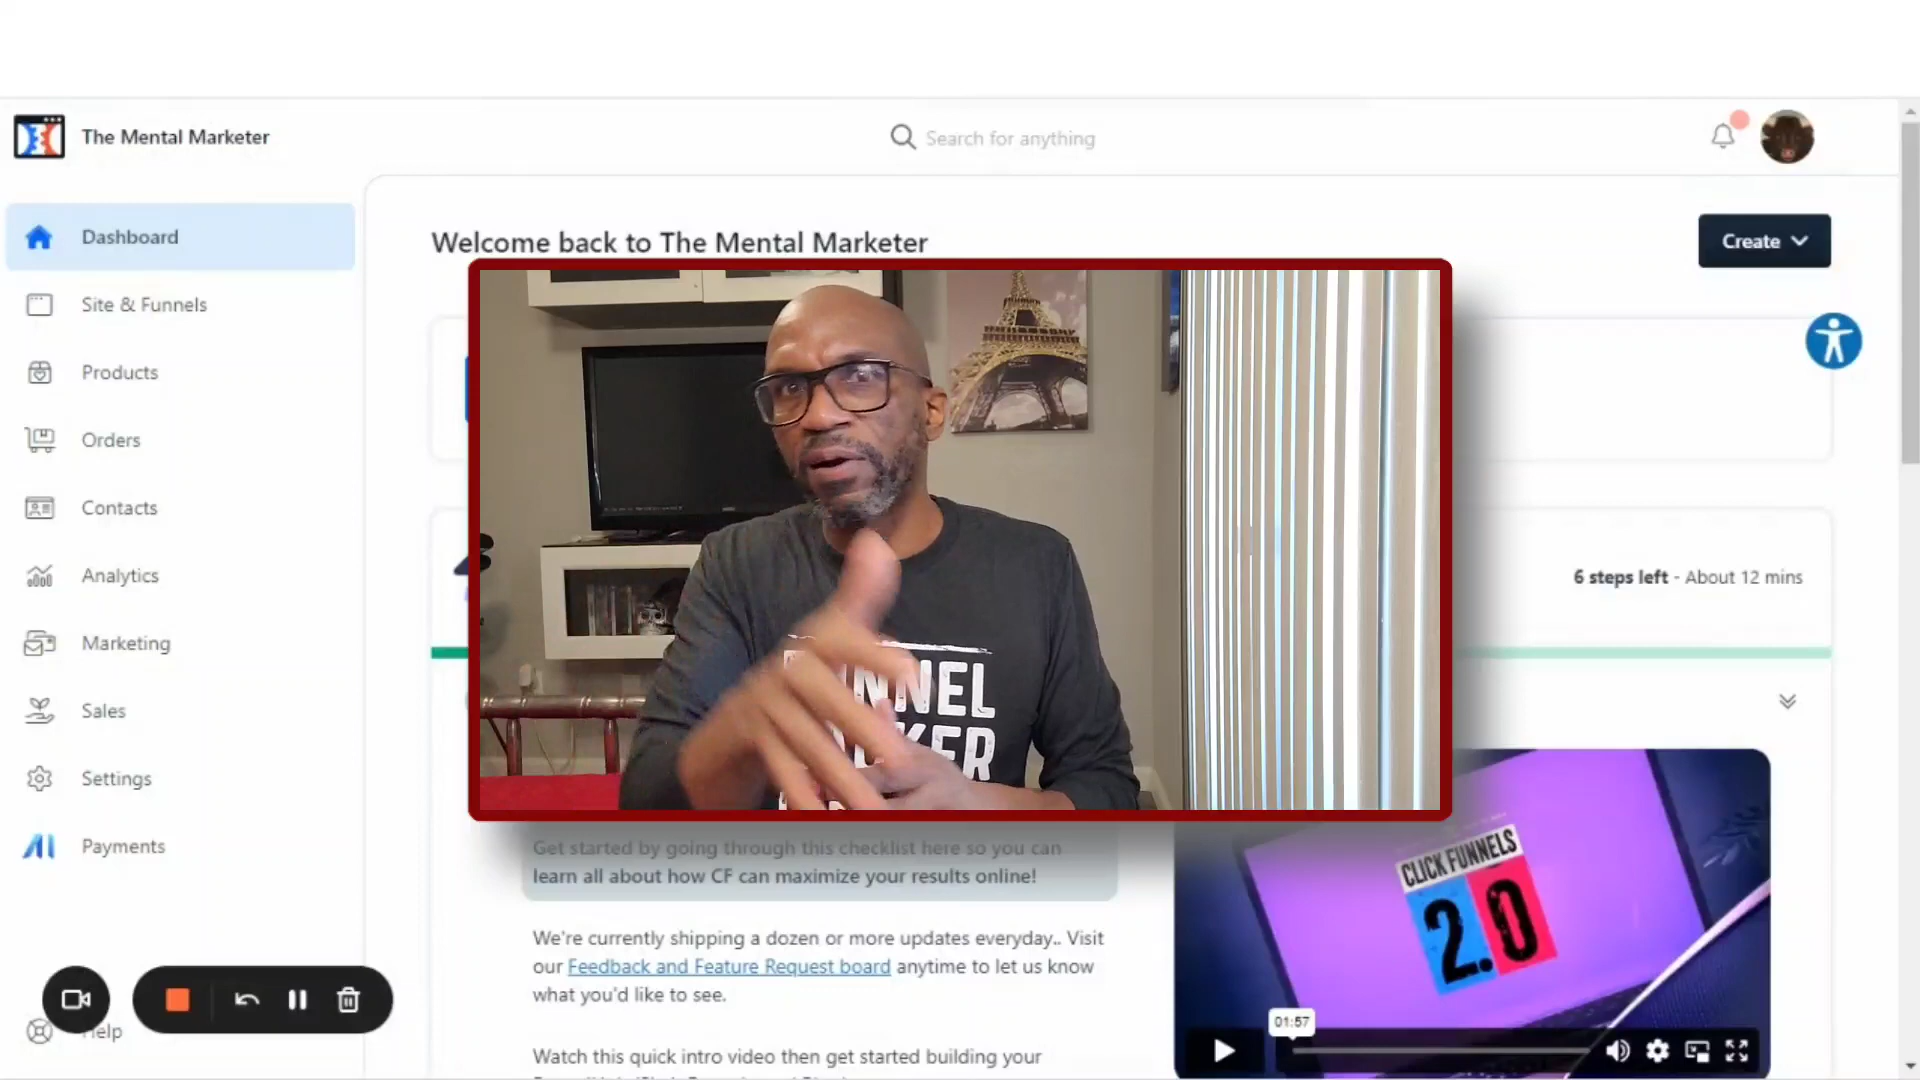 The Mental Marketer
Search for anything
Dashboard
Welcome back to The Mental Marketer
Create
Site & Funnels
Products
Orders
Contacts
Analytics
6 steps left - About 12 mins
Marketing
Sales
Settings
Payments
Get started by going through this checklist here so you can
learn all about how CF can maximize your results online!
CLICK FUNNELS
2.0
We're currently shipping a dozen or more updates everyday.. Visit
our Feedback and Feature Request board anytime to let us know
what you'd like to see.
01:57
Watch this quick intro video then get started building your